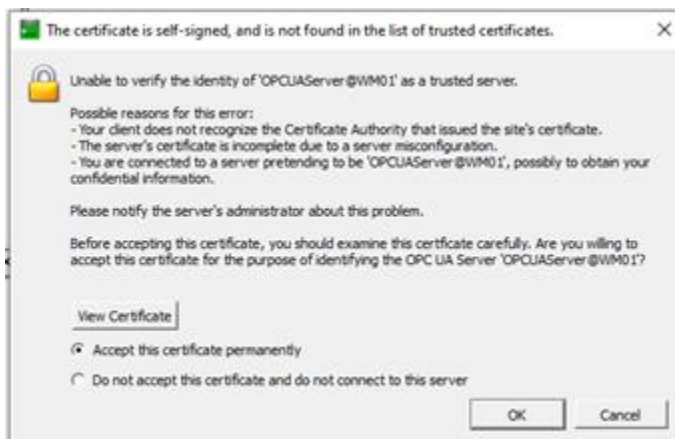 The certificate is self-signed, and is not found in the list of trusted certificates.
Unable to verify the identity of 'OPCUAServer@WM01' as a trusted server.
Possible reasons for this error:
- Your client does not recognize the Certificate Authority that issued the site's certificate.
- The server's certificate is incomplete due to a server misconfiguration.
- You are connected to a server pretending to be 'OPCUAServer@WM01', possibly to obtain your
confidential information.
Please notify the server's administrator about this problem.
Before accepting this certificate, you should examine this certficate carefully. Are you willing to
accept this certificate for the purpose of identifying the OPC UA Server 'OPCUAServer@WM01'?
View Certificate
Accept this certificate permanently
Do not accept this certificate and do not connect to this server
OK Cancel